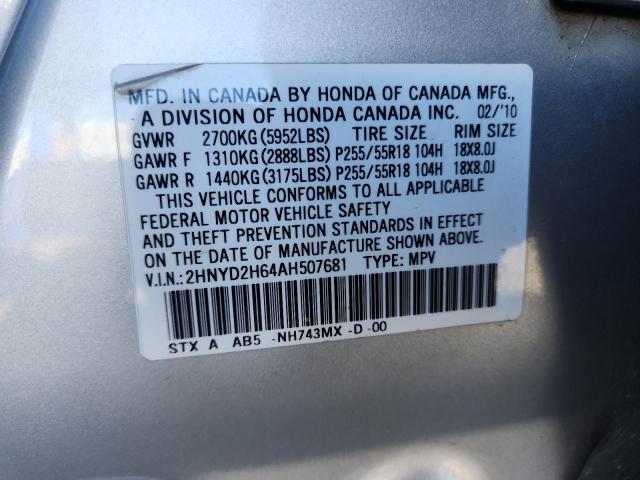 MFD. IN CANADA BY HONDA OF CANADA MFG.,
A DIVISION OF HONDA CANADA INC. 02/'10
GVWR 2700KG(5952LBS) TIRE SIZE RIM SIZE
GAWR F 1310KG(2888LBS) P255/55R18 104H 18X8.0J
GAWR R 1440KG(3175LBS) P255/55R18 104H 18X8.0J
THIS VEHICLE CONFORMS TO ALL APPLICABLE
FEDERAL MOTOR VEHICLE SAFETY
AND THEFT PREVENTION STANDARDS IN EFFECT
ON THE DATE OF MANUFACTURE SHOWN ABOVE.
V.I.N.: 2HNYD2H64AH507681 TYPE: MPV
STX A AB5 -NH743MX -D -00